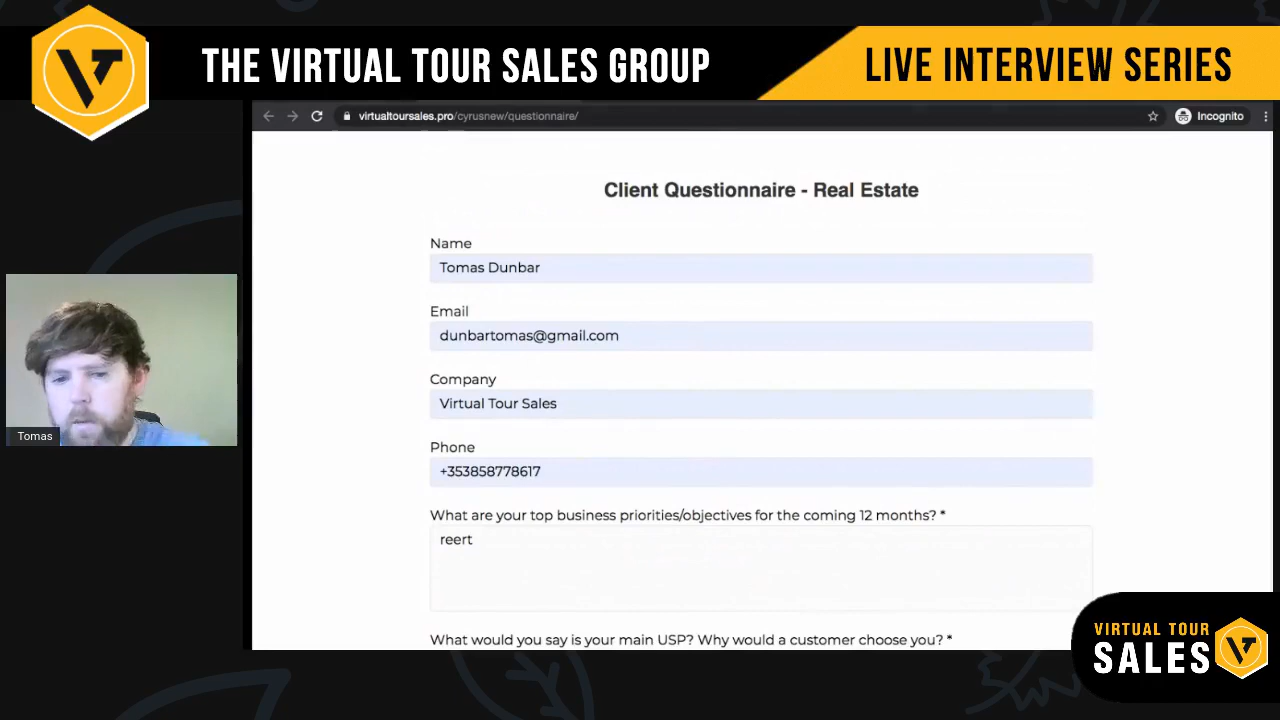 THE VIRTUAL TOUR SALES GROUP
LIVE INTERVIEW SERIES
virtualtoursales.pro/cyrusnew/questionnaire/
Incognito
Client Questionnaire - Real Estate
Name
Tomas Dunbar
Email
dunbartomas@gmail.com
Company
Virtual Tour Sales
Phone
+353858778617
What are your top business priorities/objectives for the coming 12 months? *
reert
What would you say is your main USP? Why would a customer choose you? *
Tomas
VIRTUAL TOUR
SALES